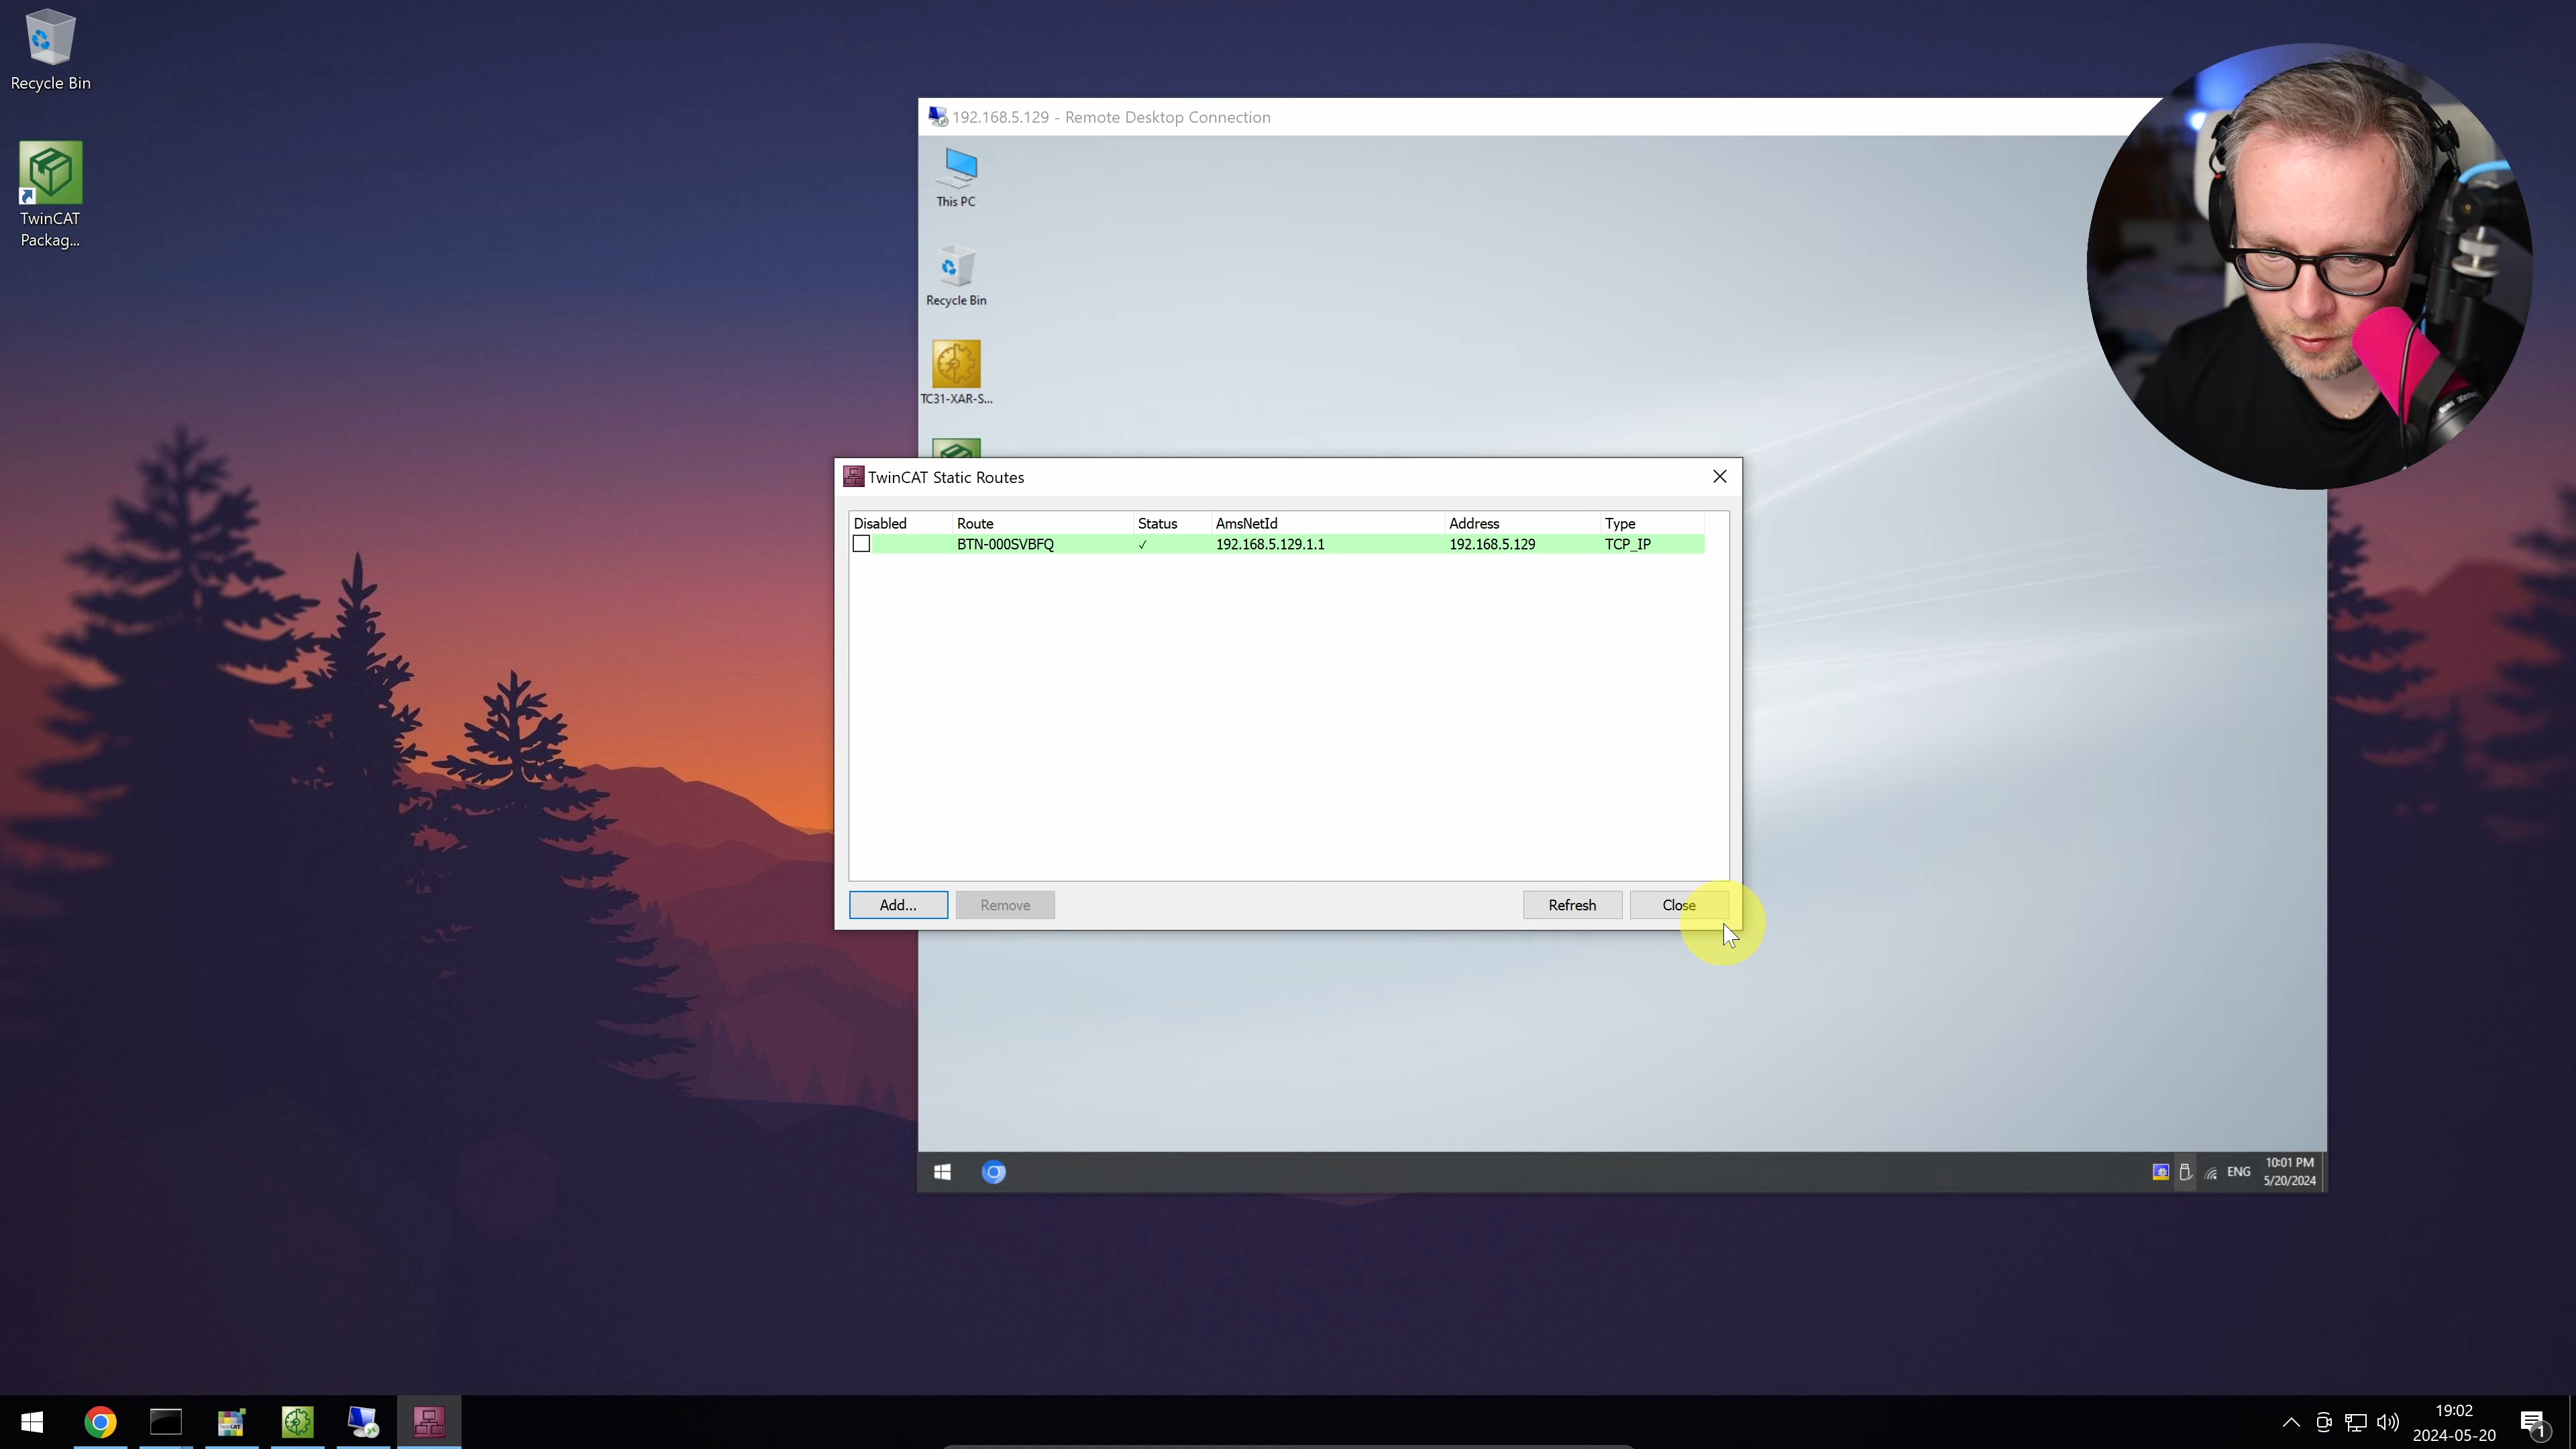 Recycle Bin
TwinCAT
Packag...
192.168.5.129 - Remote Desktop Connection
This PC
Recycle Bin
TC31-XAR-S...
TwinCAT Static Routes
Disabled Route Status AmsNetId Address Type
BTN-000SVBFQ ✓ 192.168.5.129.1.1 192.168.5.129 TCP_IP
Add... Remove Refresh Close
ENG
10:01 PM
5/20/2024
19:02
2024-05-20
1